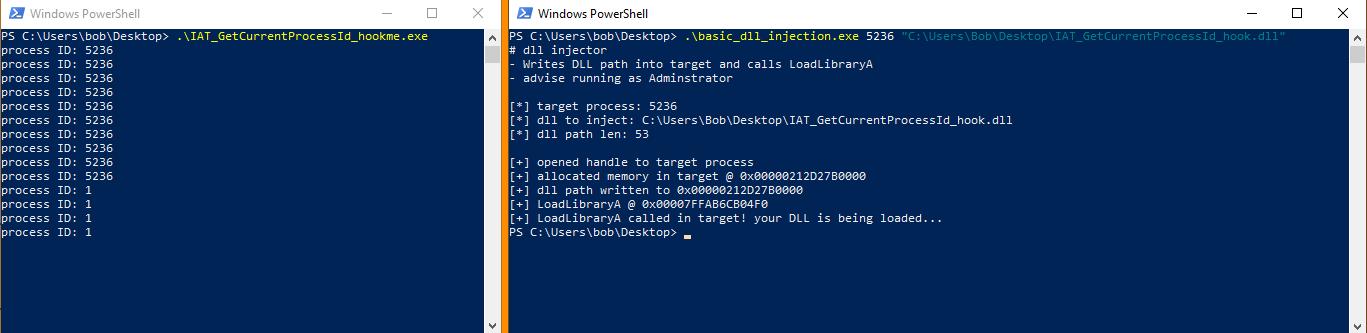 Windows PowerShell
PS C:\Users\bob\Desktop> .\IAT_GetCurrentProcessId_hookme.exe
process ID: 5236
process ID: 5236
process ID: 5236
process ID: 5236
process ID: 5236
process ID: 5236
process ID: 5236
process ID: 5236
process ID: 5236
process ID: 5236
process ID: 1
process ID: 1
process ID: 1
process ID: 1
Windows PowerShell
PS C:\Users\bob\Desktop> .\basic_dll_injection.exe 5236 "C:\Users\Bob\Desktop\IAT_GetCurrentProcessId_hook.dll"
# dll injector
- Writes DLL path into target and calls LoadLibraryA
- advise running as Adminstrator
[*] target process: 5236
[*] dll to inject: C:\Users\Bob\Desktop\IAT_GetCurrentProcessId_hook.dll
[*] dll path len: 53
[+] opened handle to target process
[+] allocated memory in target @ 0x00000212D27B0000
[+] dll path written to 0x00000212D27B0000
[+] LoadLibraryA @ 0x00007FFAB6CB04F0
[+] LoadLibraryA called in target! your DLL is being loaded...
PS C:\Users\bob\Desktop>